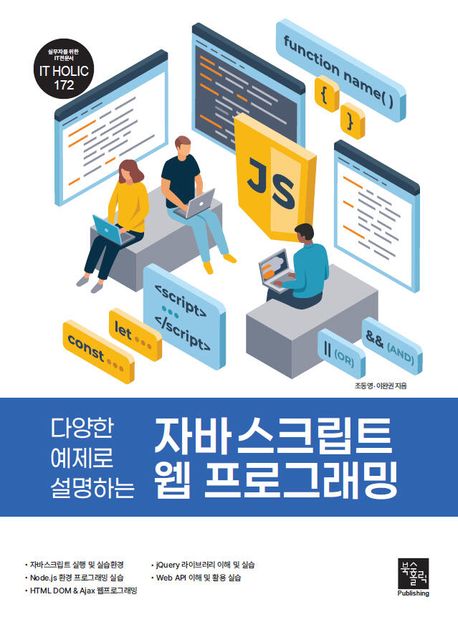 실무자를 위한
IT전문서
IT HOLIC
172
function name( )
{
}
JS
<script>
•••
</script>
let •••
const •••
|| (OR)
&& (AND)
조동영·이완권 지음
다양한
예제로
설명하는
자바스크립트
웹 프로그래밍
• 자바스크립트 실행 및 실습환경
• Node.js 환경 프로그래밍 실습
• HTML DOM & Ajax 웹프로그래밍
• jQuery 라이브러리 이해 및 실습
• Web API 이해 및 활용 실습
북스홀릭
Publishing